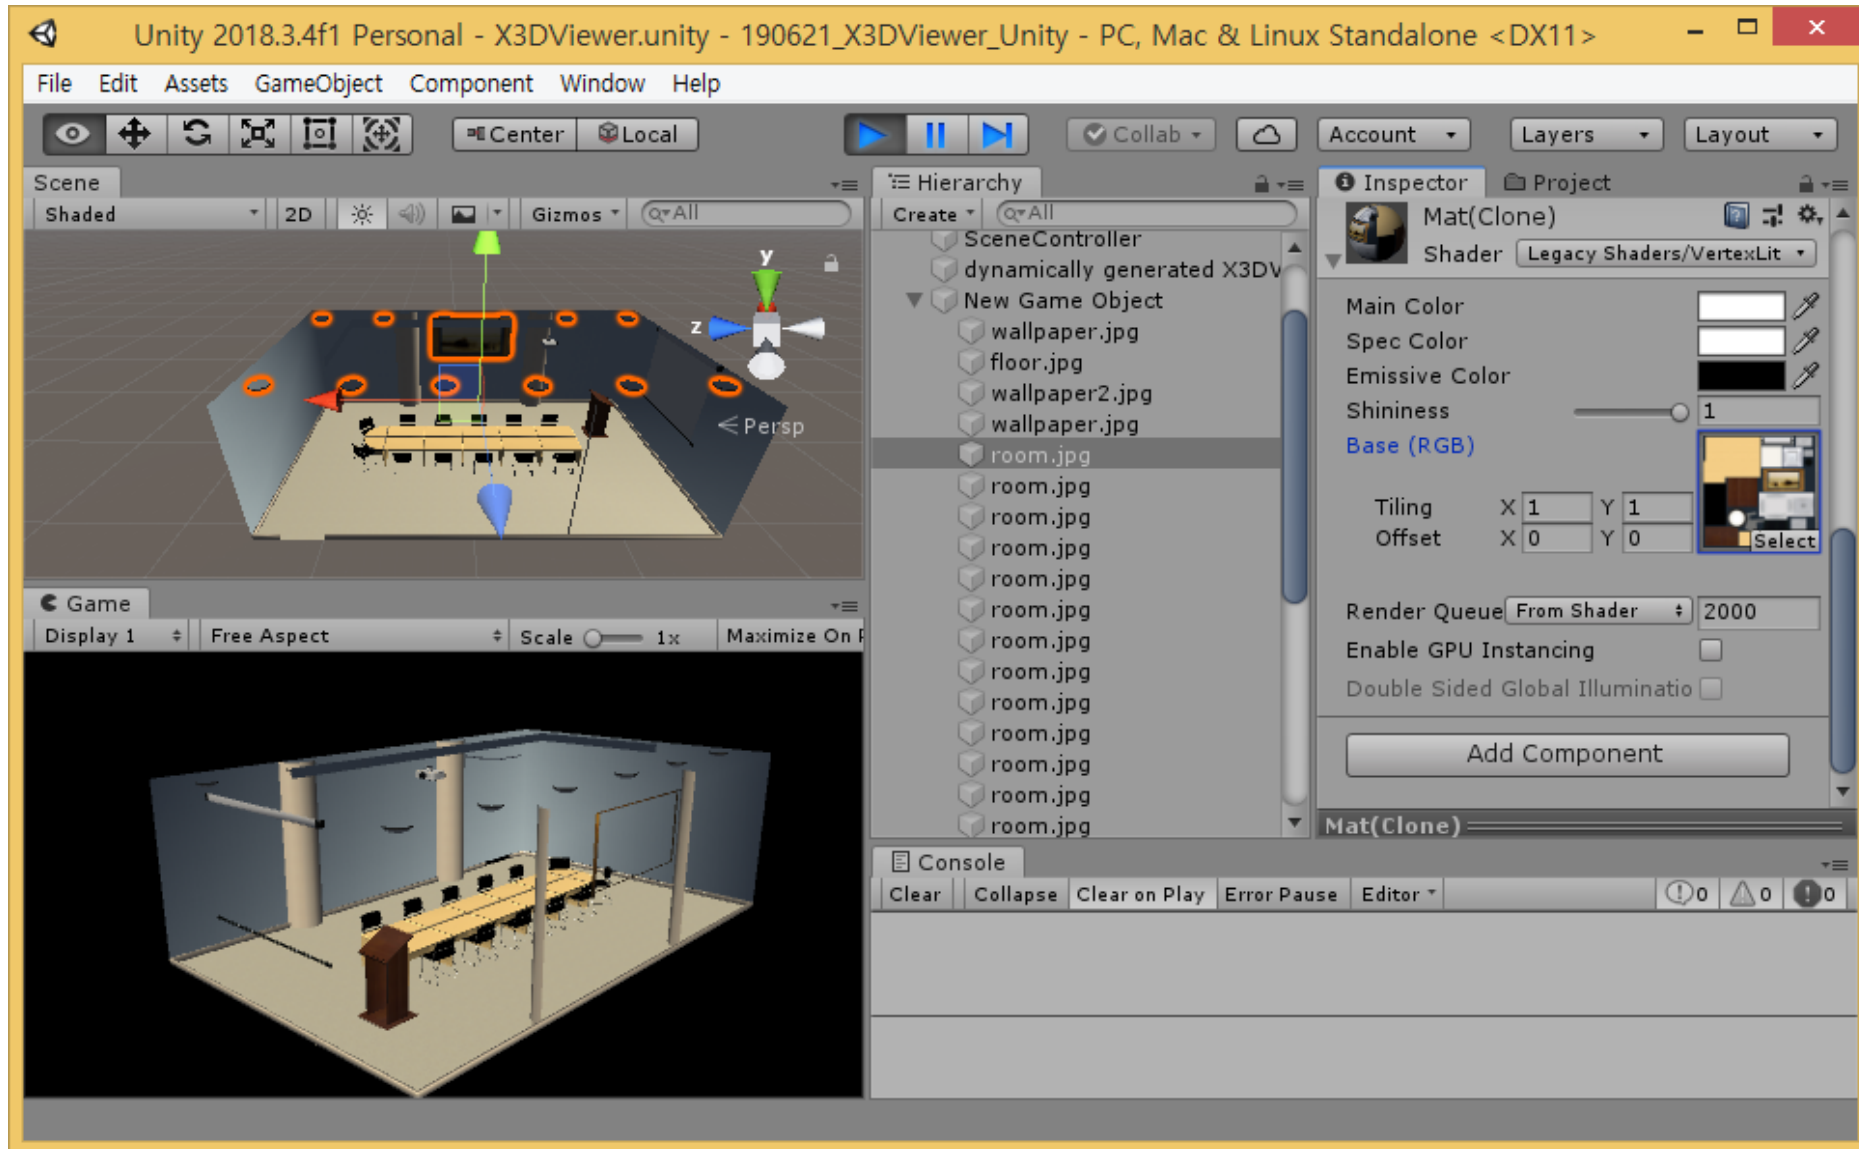 Unity 2018.3.4f1 Personal - X3DViewer.unity - 190621_X3DViewer_Unity - PC, Mac & Linux Standalone <DX11>
File Edit Assets GameObject Component Window Help
Center Local Collab Account Layers Layout
Scene
Shaded 2D Gizmos All
y
z
Persp
Game
Display 1 Free Aspect Scale 1x Maximize On
Hierarchy
Create All
SceneController
dynamically generated X3DV
New Game Object
wallpaper.jpg
floor.jpg
wallpaper2.jpg
wallpaper.jpg
room.jpg
room.jpg
room.jpg
room.jpg
room.jpg
room.jpg
room.jpg
room.jpg
room.jpg
room.jpg
room.jpg
room.jpg
room.jpg
Inspector Project
Mat(Clone)
Shader Legacy Shaders/VertexLit
Main Color
Spec Color
Emissive Color
Shininess 1
Base (RGB)
Tiling X 1 Y 1
Offset X 0 Y 0
Select
Render Queue From Shader 2000
Enable GPU Instancing
Double Sided Global Illuminatio
Add Component
Mat(Clone)
Console
Clear Collapse Clear on Play Error Pause Editor 0 0 0